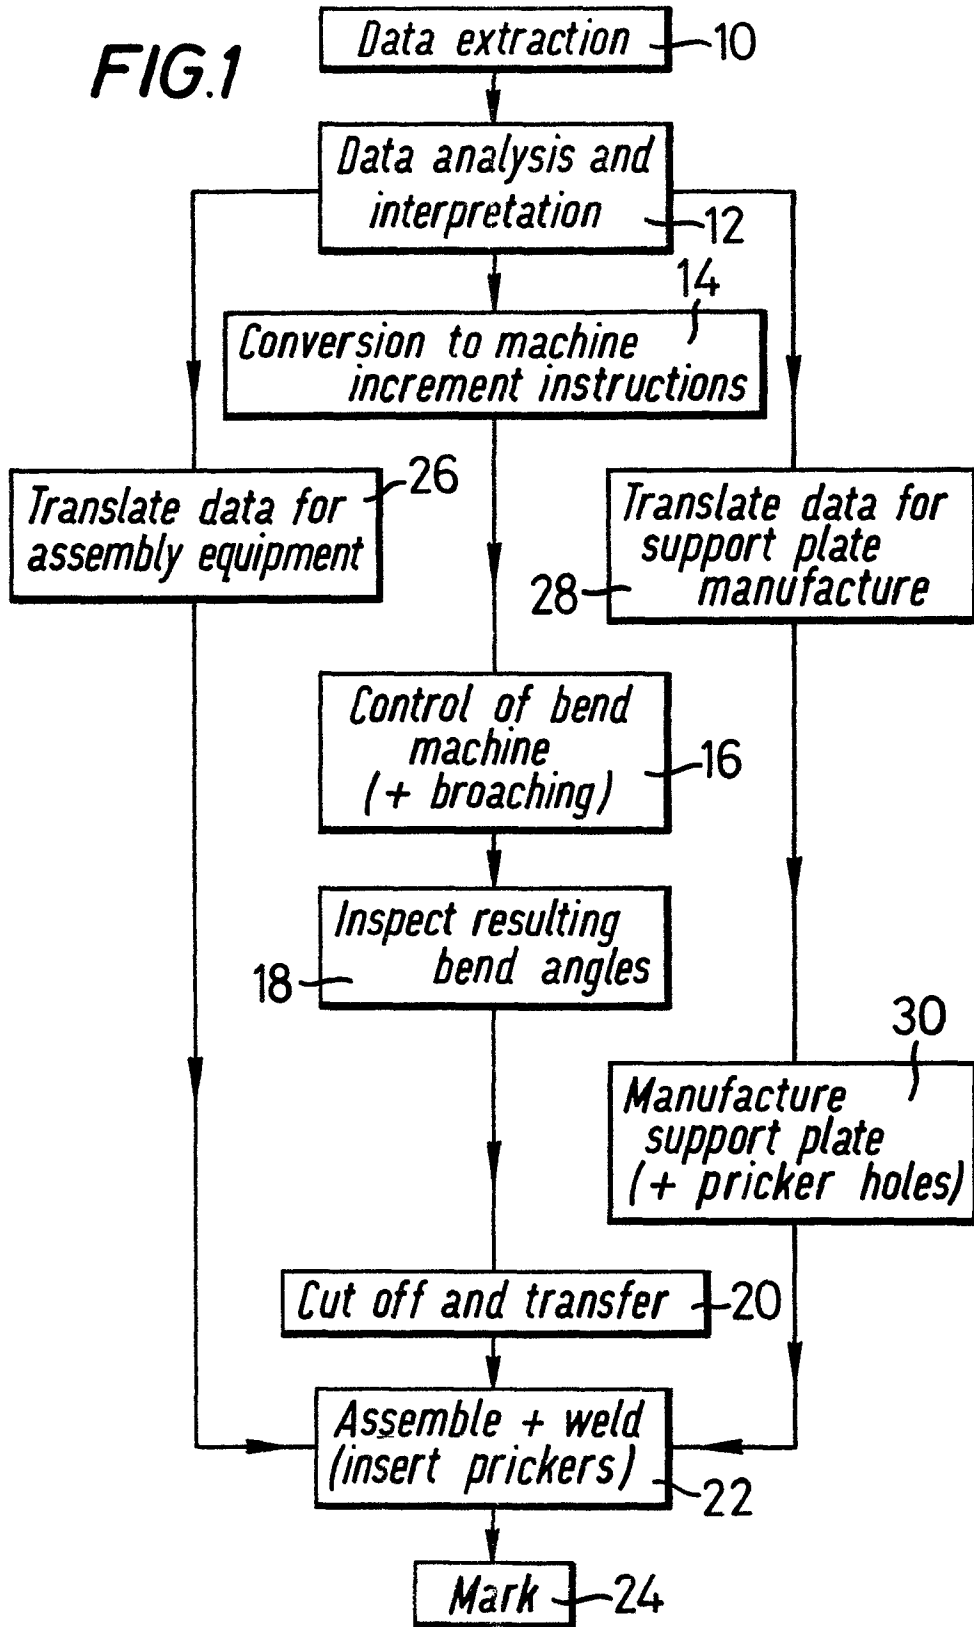 FIG.1
Data extraction
10
Data analysis and
interpretation
12
14
Conversion to machine
increment instructions
Translate data for
assembly equipment
26
Translate data for
support plate
manufacture
28
Control of bend
machine
(+ broaching)
16
Inspect resulting
bend angles
18
30
Manufacture
support plate
(+ pricker holes)
Cut off and transfer
20
Assemble + weld
(insert prickers)
22
Mark
24